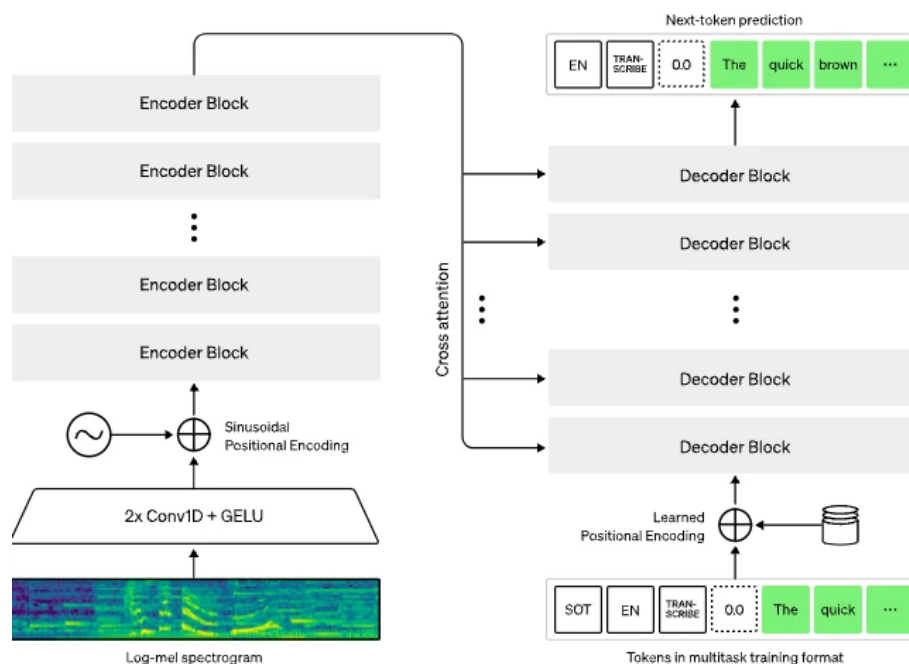 Next-token prediction
EN TRAN-SCRIBE 0.0 The quick brown ...
Encoder Block
Encoder Block
Encoder Block
Encoder Block
Sinusoidal
Positional Encoding
2x Conv1D + GELU
Log-mel spectrogram
Cross attention
Decoder Block
Decoder Block
Decoder Block
Decoder Block
Learned
Positional Encoding
SOT EN TRAN-SCRIBE 0.0 The quick ...
Tokens in multitask training format